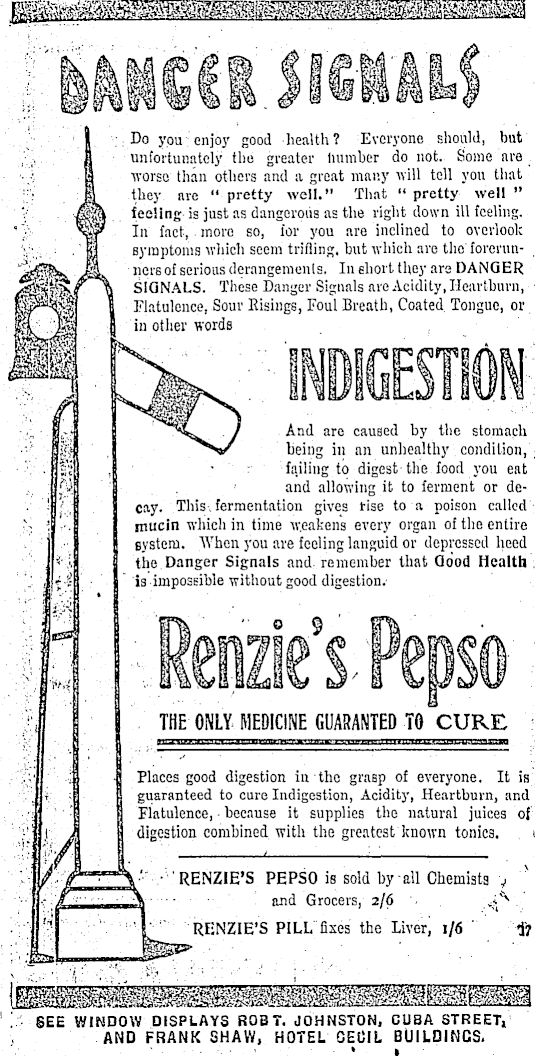 DANGER SIGNALS
Do you enjoy good health? Everyone should, but
unfortunately the greater number do not. Some are
worse than others and a great many will tell you that
they are "pretty well." That "pretty well"
feeling is just as dangerous as the right down ill feeling.
In fact, more so, for you are inclined to overlook
symptoms which seem trifling, but which are the forerun-
ners of serious derangements. In short they are DANGER
SIGNALS. These Danger Signals are Acidity, Heartburn,
Flatulence, Sour Risings, Foul Breath, Coated Tongue, or
in other words
INDIGESTION
And are caused by the stomach
being in an unhealthy condition,
failing to digest the food you eat
and allowing it to ferment or de-
cay. This fermentation gives rise to a poison called
mucin which in time weakens every organ of the entire
system. When you are feeling languid or depressed heed
the Danger Signals and remember that Good Health
is impossible without good digestion.
Renzie's Pepso
THE ONLY MEDICINE GUARANTED TO CURE
Places good digestion in the grasp of everyone. It is
guaranteed to cure Indigestion, Acidity, Heartburn, and
Flatulence, because it supplies the natural juices of
digestion combined with the greatest known tonics.
RENZIE'S PEPSO is sold by all Chemists
and Grocers, 2/6
RENZIE'S PILL fixes the Liver, 1/6
SEE WINDOW DISPLAYS ROBT. JOHNSTON, CUBA STREET,
AND FRANK SHAW, HOTEL CECIL BUILDINGS.